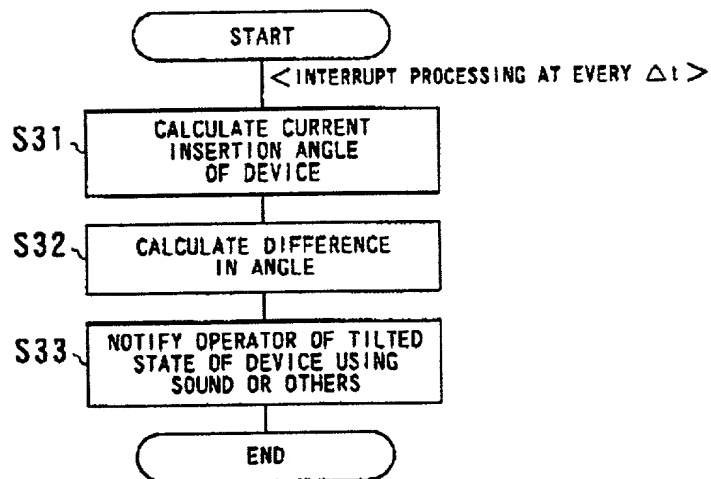 START
<INTERRUPT PROCESSING AT EVERY Δt>
S31
CALCULATE CURRENT
INSERTION ANGLE
OF DEVICE
S32
CALCULATE DIFFERENCE
IN ANGLE
S33
NOTIFY OPERATOR OF TILTED
STATE OF DEVICE USING
SOUND OR OTHERS
END